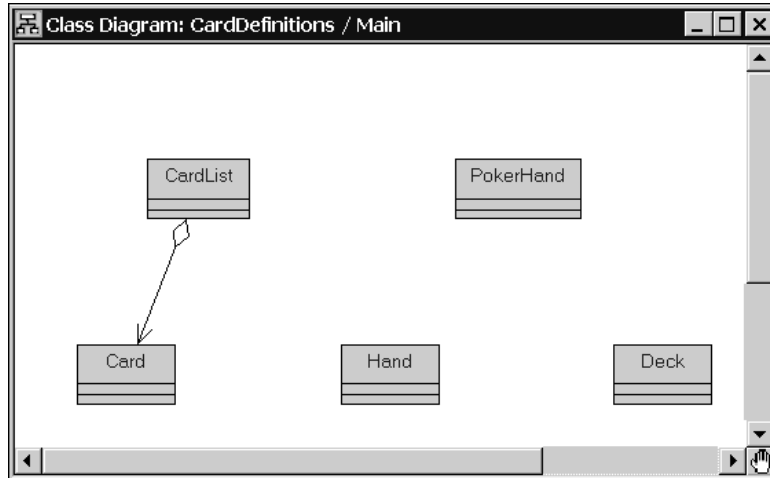 Class Diagram: CardDefinitions / Main
CardList
PokerHand
Card
Hand
Deck